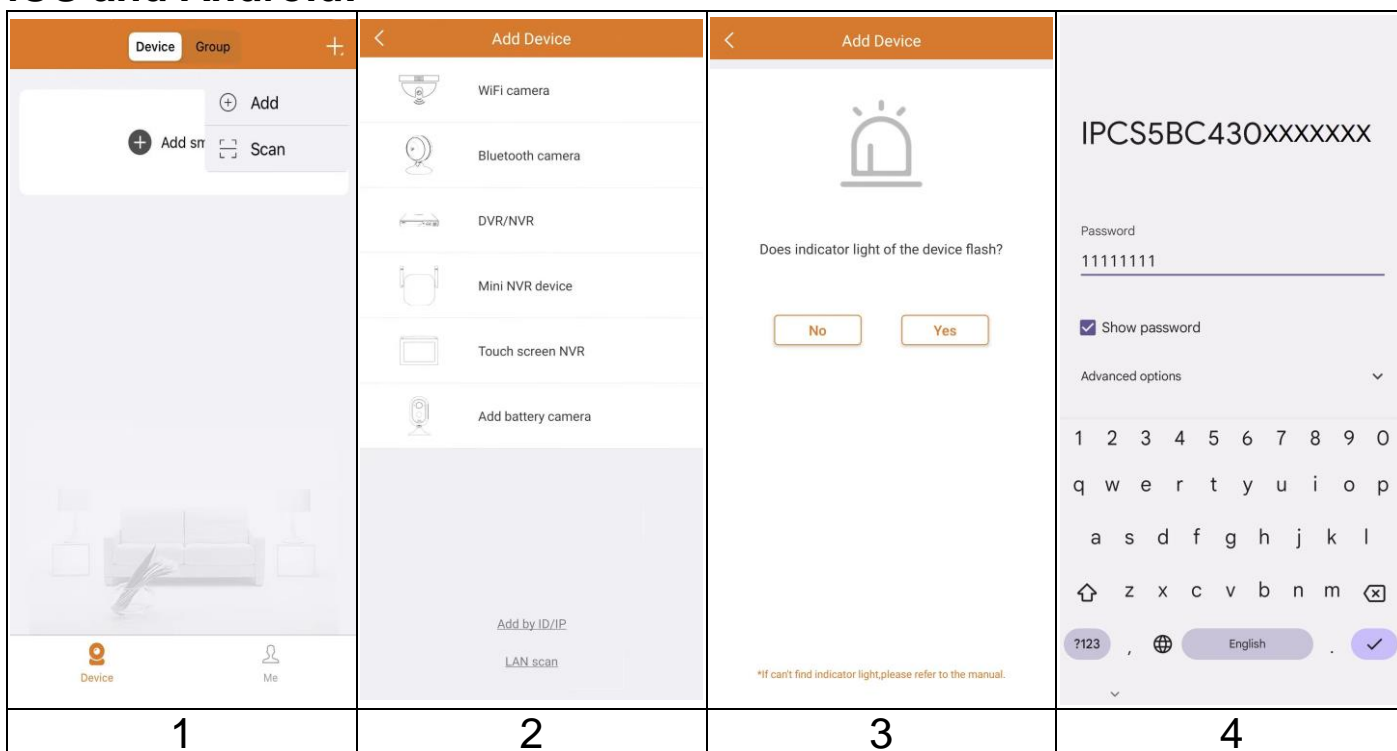 Device Group
Add
Add sm
Scan
Device
Me
1
Add Device
WiFi camera
Bluetooth camera
DVR/NVR
Mini NVR device
Touch screen NVR
Add battery camera
Add by ID/IP
LAN scan
2
Add Device
Does indicator light of the device flash?
No Yes
*If can't find indicator light,please refer to the manual.
3
IPCS5BC430XXXXXXX
Password
11111111
Show password
Advanced options
1 2 3 4 5 6 7 8 9 0
q w e r t y u i o p
a s d f g h j k l
z x c v b n m
?123 , English .
4